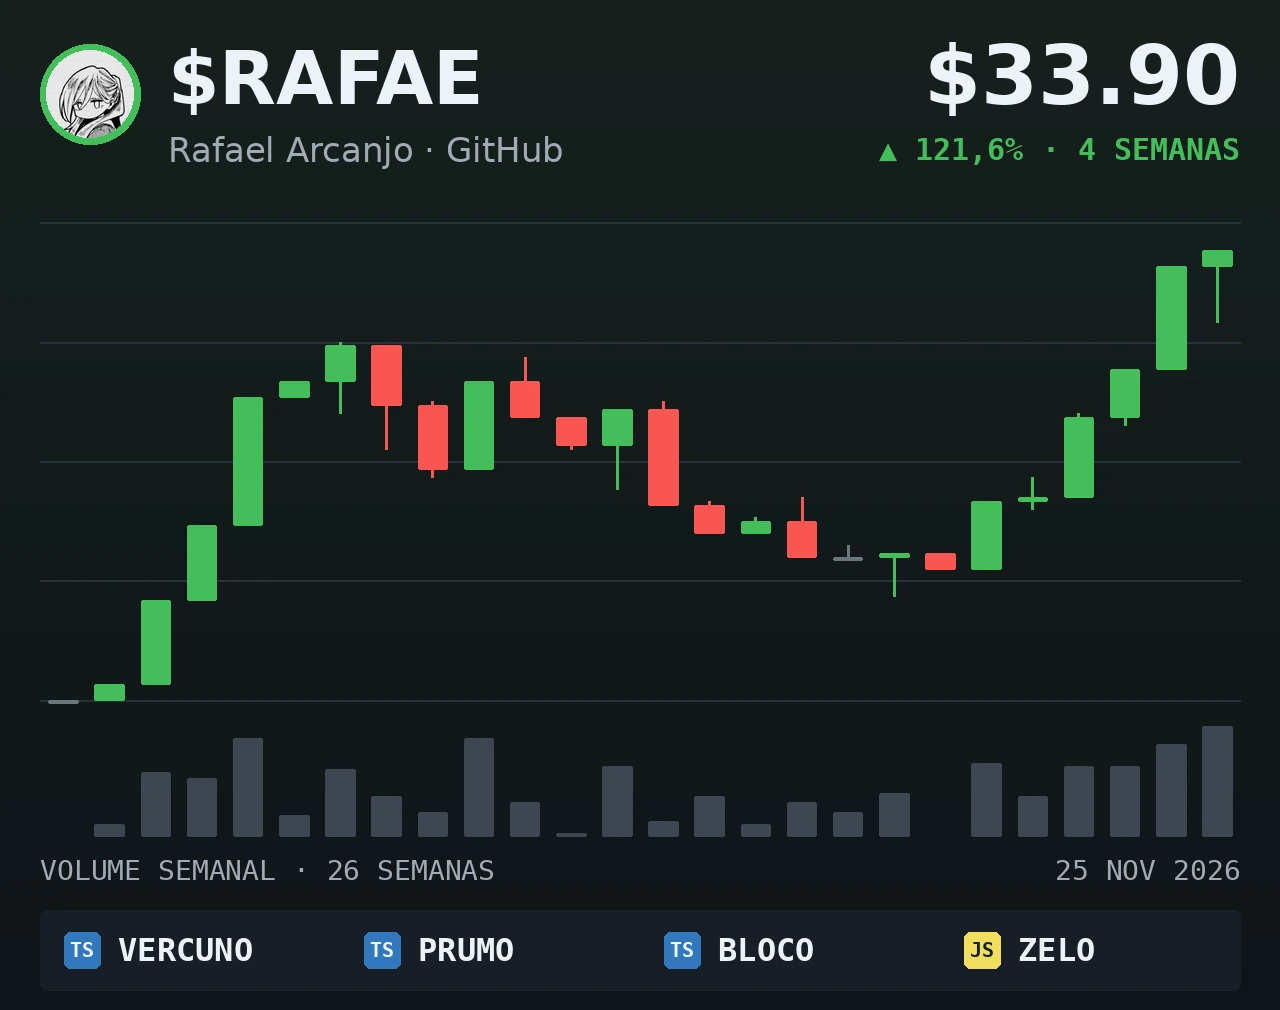 $RAFAE
$33.90
Rafael Arcanjo · GitHub
▲ 121,6% · 4 SEMANAS
VOLUME SEMANAL · 26 SEMANAS
25 NOV 2026
TS VERCUNO
TS PRUMO
TS BLOCO
JS ZELO